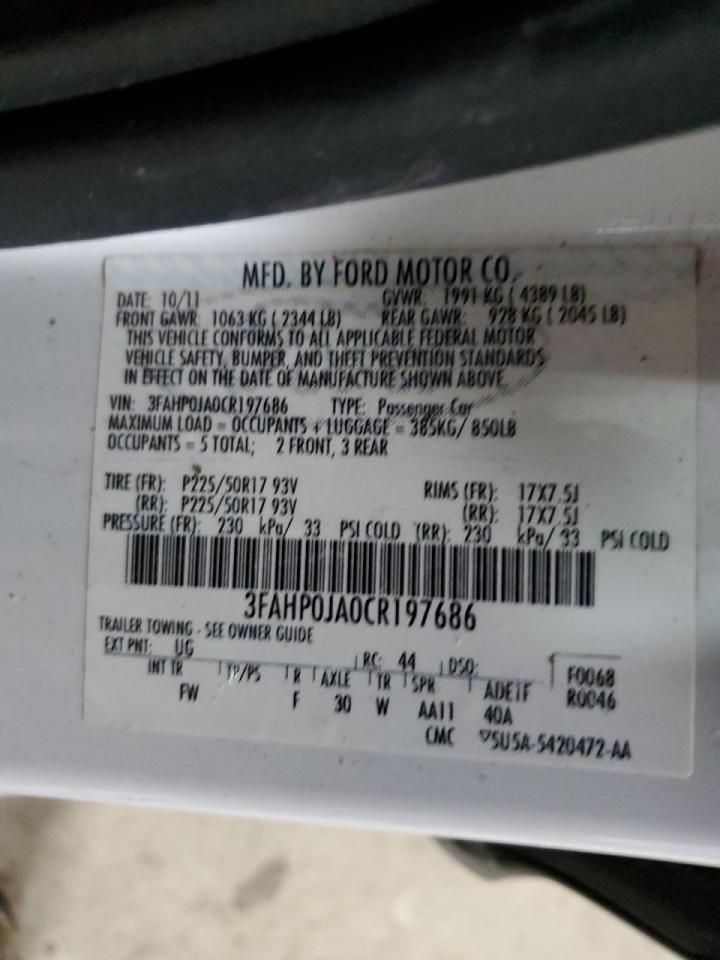 MFD. BY FORD MOTOR CO.
DATE: 10/11 GVWR: 1991 KG ( 4389 LB)
FRONT GAWR: 1063 KG ( 2344 LB) REAR GAWR: 928 KG ( 2045 LB)
THIS VEHICLE CONFORMS TO ALL APPLICABLE FEDERAL MOTOR
VEHICLE SAFETY, BUMPER, AND THEFT PREVENTION STANDARDS
IN EFFECT ON THE DATE OF MANUFACTURE SHOWN ABOVE.
VIN: 3FAHP0JA0CR197686 TYPE: Passenger Car
MAXIMUM LOAD = OCCUPANTS + LUGGAGE = 385KG/ 850LB
OCCUPANTS = 5 TOTAL; 2 FRONT, 3 REAR
TIRE (FR): P225/50R17 93V RIMS (FR): 17X7.5J
(RR): P225/50R17 93V (RR): 17X7.5J
PRESSURE (FR): 230 kPa/ 33 PSI COLD (RR): 230 kPa/ 33 PSI COLD
3FAHP0JA0CR197686
TRAILER TOWING - SEE OWNER GUIDE
EXT PNT: UG RC: 44 DSO: F0068
INT TR TP/PS R AXLE TR SPR ADE1F R0046
FW F 30 W AA11 40A
CMC 5U5A-5420472-AA